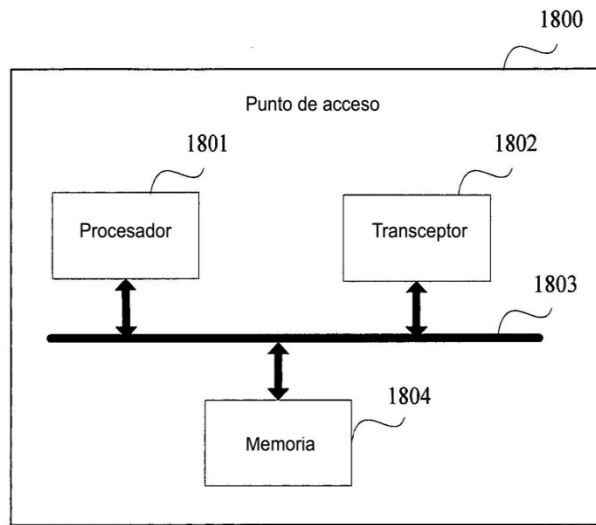 1800
Punto de acceso
1801
1802
Procesador
Transceptor
1803
1804
Memoria